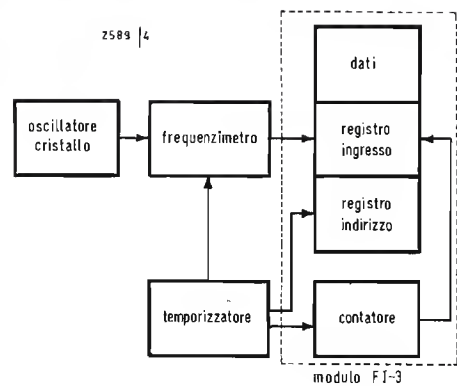 2589 | 4
dati
oscillatore
cristallo
frequenzimetro
registro
ingresso
registro
indirizzo
temporizzatore
contatore
modulo FI-3